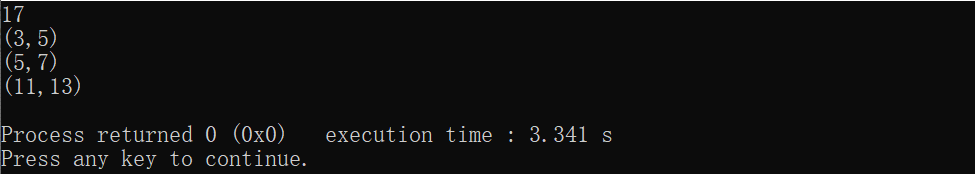 17
(3,5)
(5,7)
(11,13)
Process returned 0 (0x0)   execution time : 3.341 s
Press any key to continue.